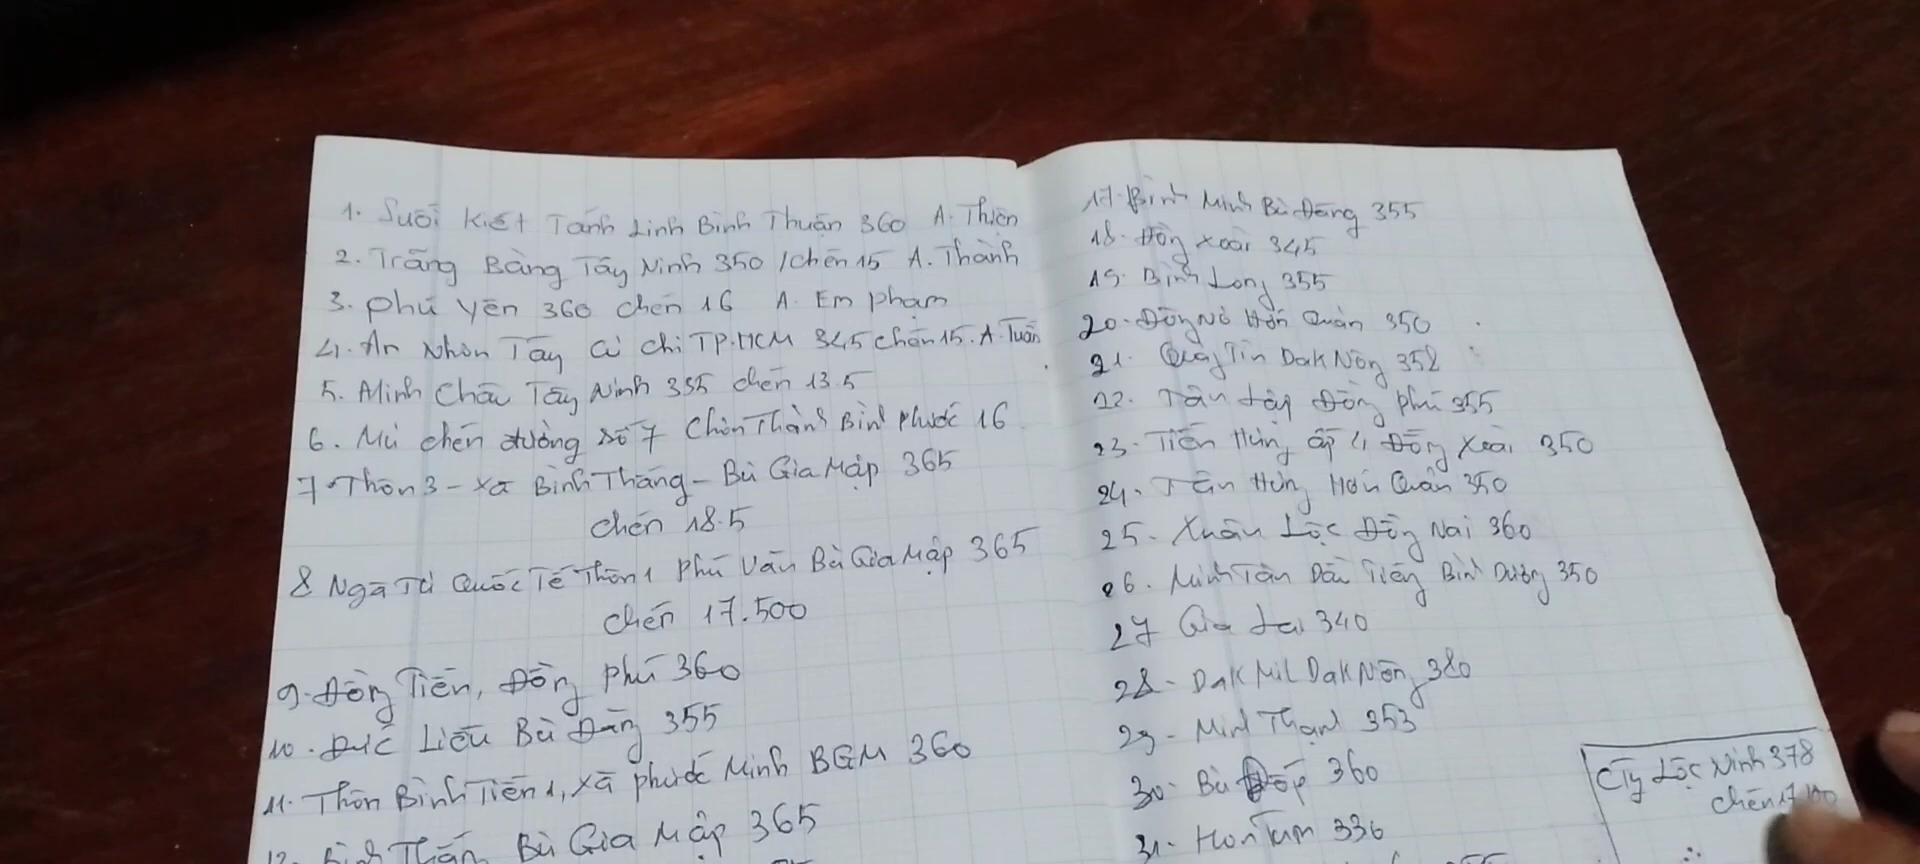 1. Suối Kiết Tánh Linh Bình Thuận 360 A. Thiện
2. Trãng Bàng Tây Ninh 350 / chén 15 A. Thành
3. Phú Yên 360 chén 16 A. Em Phạm
4. An Nhơn Tây Củ Chi TP.HCM 345 chén 15. A. Tuấn
5. Minh Châu Tây Ninh 355 chén 13.5
6. Mủ chén đường số 7 Chơn Thành Bình Phước 16
7. Thôn 3 - xã Bình Thắng - Bù Gia Mập 365
chén 18.5
8 Ngã Tư Quốc Tế Thôn 1 Phú Văn Bù Gia Mập 365
chén 17.500
9. Đồng Tiến, Đồng Phú 360
10. Đức Liễu Bù Đăng 355
11. Thôn Bình Tiến 1, xã Phước Minh BGM 360
12. Bình Thắng Bù Gia Mập 365
17. Bình Minh Bù Đăng 355
18. Đồng Xoài 345
19. Bình Long 355
20. Đồng Nơ Hớn Quản 350
21. Quảng Tín Dak Nông 352
22. Tân Lập Đồng Phú 355
23. Tiến Hưng ấp 4 Đồng Xoài 350
24. Tân Hưng Hớn Quản 350
25. Xuân Lộc Đồng Nai 360
26. Minh Tân Dầu Tiếng Bình Dương 350
27 Gia Lai 340
28. Dak Mil Dak Nông 380
29. Minh Thạnh 353
30. Bù Đốp 360
31. Kon Tum 336
CTy Lộc Ninh 378
chén